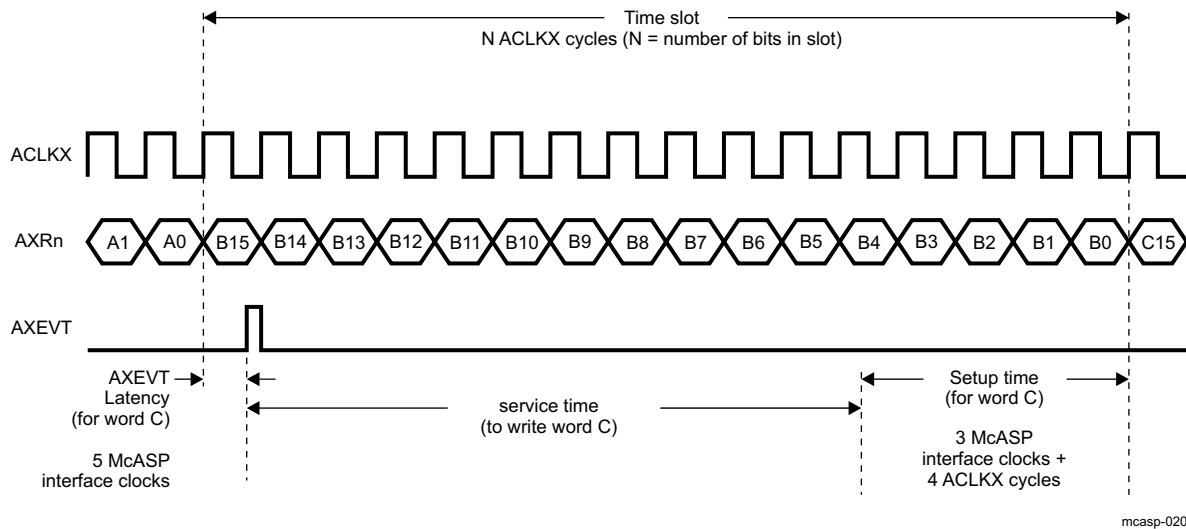 Time slot
N ACLKX cycles (N = number of bits in slot)
ACLKX
AXRn
A1 A0 B15 B14 B13 B12 B11 B10 B9 B8 B7 B6 B5 B4 B3 B2 B1 B0 C15
AXEVT
AXEVT
Latency
(for word C)
5 McASP
interface clocks
service time
(to write word C)
Setup time
(for word C)
3 McASP
interface clocks +
4 ACLKX cycles
mcasp-020